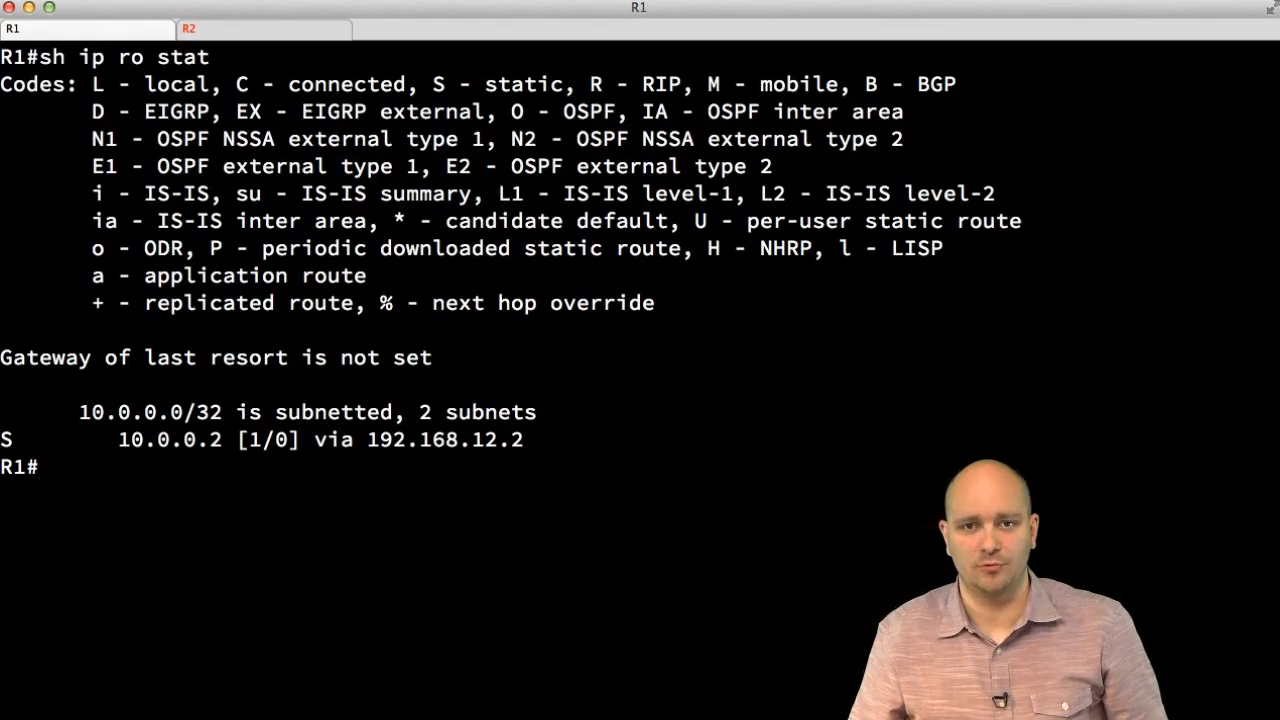 R1
R1
R2
R1#sh ip ro stat
Codes: L - local, C - connected, S - static, R - RIP, M - mobile, B - BGP
D - EIGRP, EX - EIGRP external, O - OSPF, IA - OSPF inter area
N1 - OSPF NSSA external type 1, N2 - OSPF NSSA external type 2
E1 - OSPF external type 1, E2 - OSPF external type 2
i - IS-IS, su - IS-IS summary, L1 - IS-IS level-1, L2 - IS-IS level-2
ia - IS-IS inter area, * - candidate default, U - per-user static route
o - ODR, P - periodic downloaded static route, H - NHRP, l - LISP
a - application route
+ - replicated route, % - next hop override
Gateway of last resort is not set
10.0.0.0/32 is subnetted, 2 subnets
S 10.0.0.2 [1/0] via 192.168.12.2
R1#